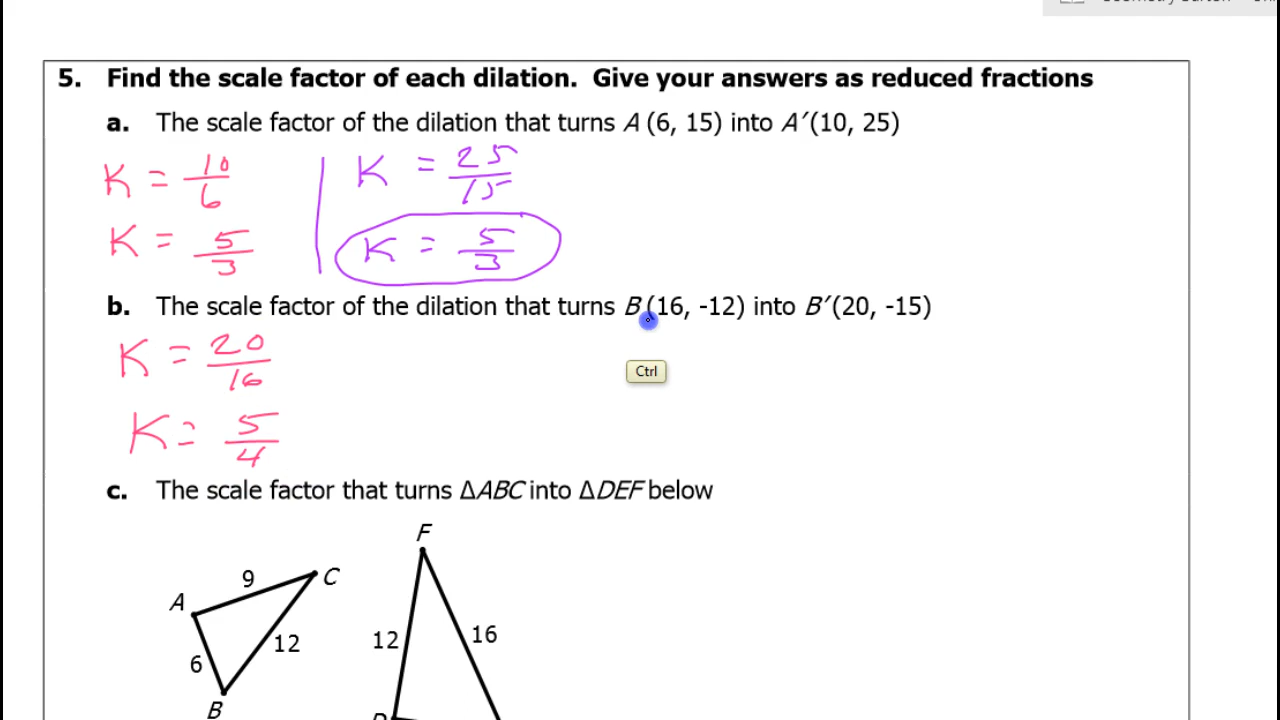 5. Find the scale factor of each dilation. Give your answers as reduced fractions
a. The scale factor of the dilation that turns A (6, 15) into A′(10, 25)
K = 10/6
K = 25/15
K = 5/3
K = 5/3
b. The scale factor of the dilation that turns B (16, -12) into B′(20, -15)
K = 20/16
Ctrl
K = 5/4
c. The scale factor that turns ΔABC into ΔDEF below
F
9
C
A
12
12
16
6
B